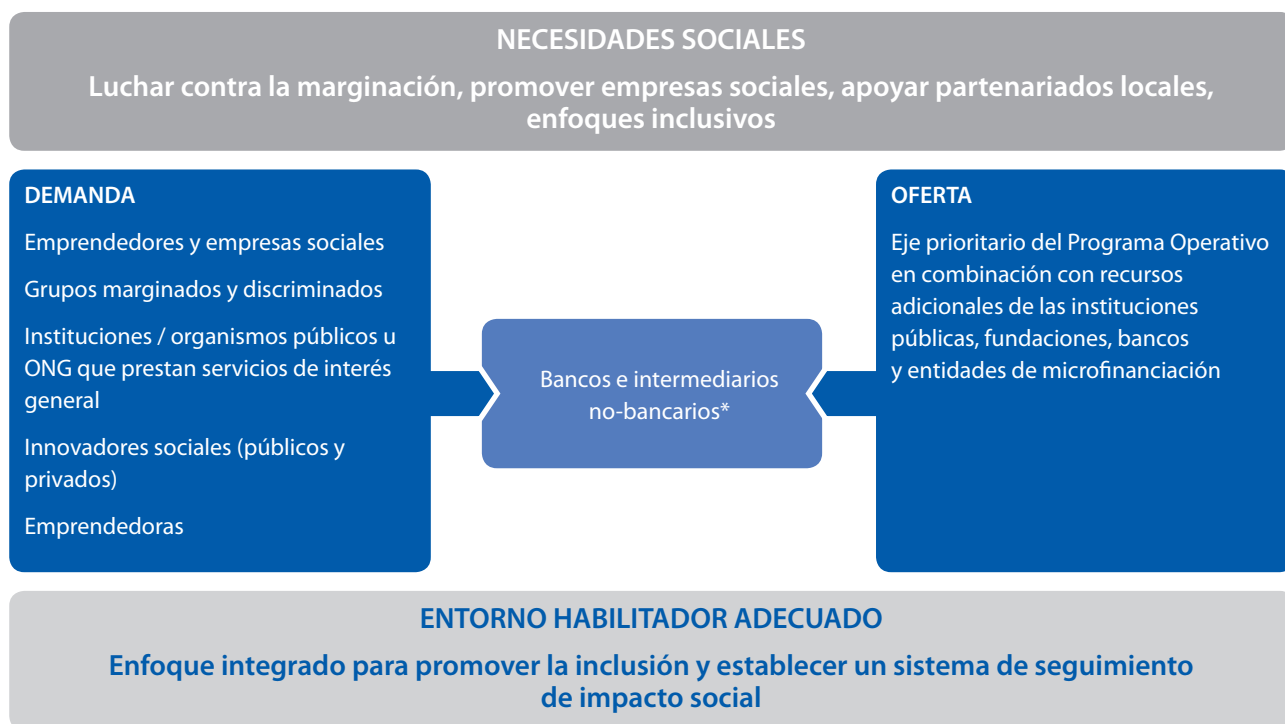 NECESIDADES SOCIALES
Luchar contra la marginación, promover empresas sociales, apoyar partenariados locales,
enfoques inclusivos
DEMANDA
Emprendedores y empresas sociales
Grupos marginados y discriminados
Instituciones / organismos públicos u
ONG que prestan servicios de interés
general
Innovadores sociales (públicos y
privados)
Emprendedoras
Bancos e intermediarios
no-bancarios*
OFERTA
Eje prioritario del Programa Operativo
en combinación con recursos
adicionales de las instituciones
públicas, fundaciones, bancos
y entidades de microfinanciación
ENTORNO HABILITADOR ADECUADO
Enfoque integrado para promover la inclusión y establecer un sistema de seguimiento
de impacto social